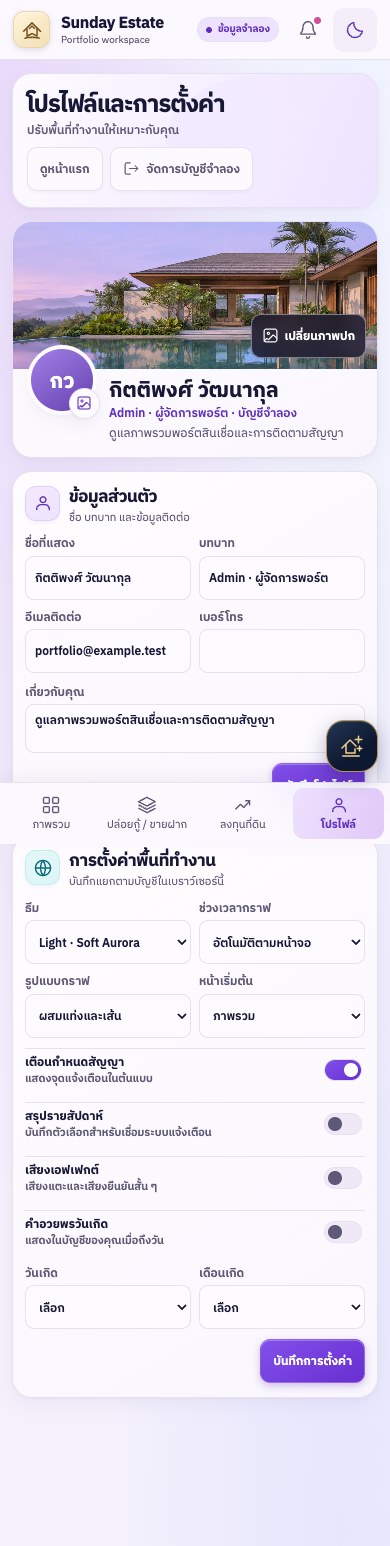 Sunday Estate
Portfolio workspace
ข้อมูลจำลอง
โปรไฟล์และการตั้งค่า
ปรับพื้นที่ทำงานให้เหมาะกับคุณ
ดูหน้าแรก
จัดการบัญชีจำลอง
เปลี่ยนภาพปก
กว
กิตติพงศ์ วัฒนากุล
Admin · ผู้จัดการพอร์ต · บัญชีจำลอง
ดูแลภาพรวมพอร์ตสินเชื่อและการติดตามสัญญา
ข้อมูลส่วนตัว
ชื่อ บทบาท และข้อมูลติดต่อ
ชื่อที่แสดง
บทบาท
กิตติพงศ์ วัฒนากุล
Admin · ผู้จัดการพอร์ต
อีเมลติดต่อ
เบอร์โทร
portfolio@example.test
เกี่ยวกับคุณ
ดูแลภาพรวมพอร์ตสินเชื่อและการติดตามสัญญา
ภาพรวม
ปล่อยกู้ / ขายฝาก
ลงทุนที่ดิน
โปรไฟล์
การตั้งค่าพื้นที่ทำงาน
บันทึกแยกตามบัญชีในเบราว์เซอร์นี้
ธีม
ช่วงเวลากราฟ
Light · Soft Aurora
อัตโนมัติตามหน้าจอ
รูปแบบกราฟ
หน้าเริ่มต้น
ผสมแท่งและเส้น
ภาพรวม
เตือนกำหนดสัญญา
แสดงจุดแจ้งเตือนในต้นแบบ
สรุปรายสัปดาห์
บันทึกตัวเลือกสำหรับเชื่อมระบบแจ้งเตือน
เสียงเอฟเฟกต์
เสียงแตะและเสียงยืนยันสั้น ๆ
คำอวยพรวันเกิด
แสดงในบัญชีของคุณเมื่อถึงวัน
วันเกิด
เดือนเกิด
เลือก
เลือก
บันทึกการตั้งค่า